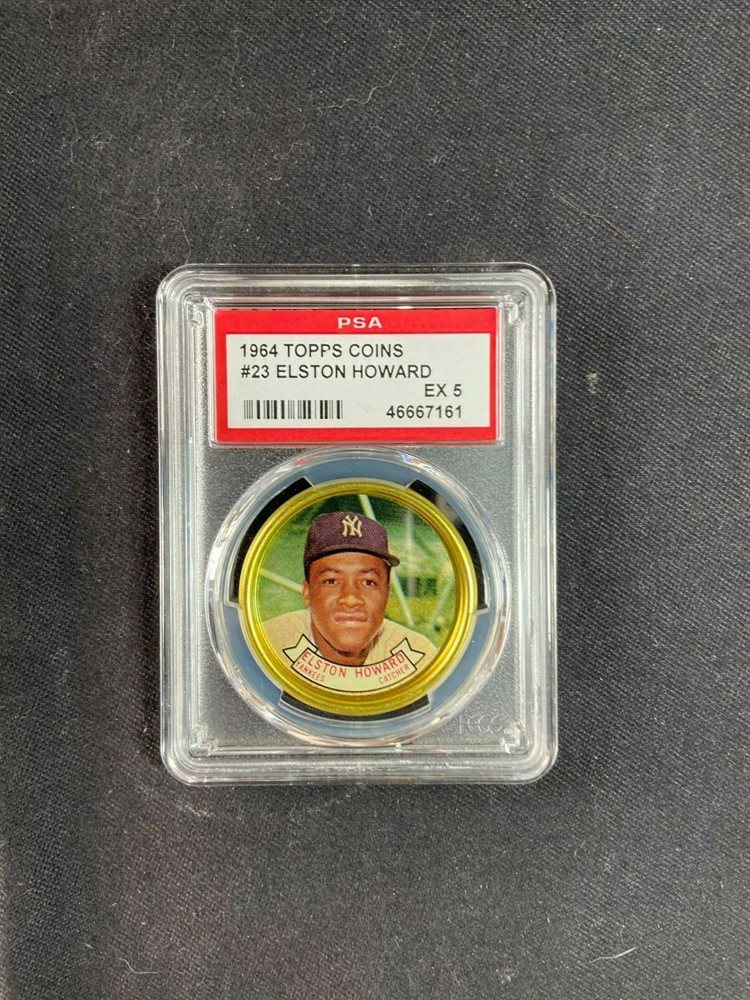 PSA
1964 TOPPS COINS
#23 ELSTON HOWARD
EX 5
46667161
NY
ELSTON HOWARD
YANKEES CATCHER